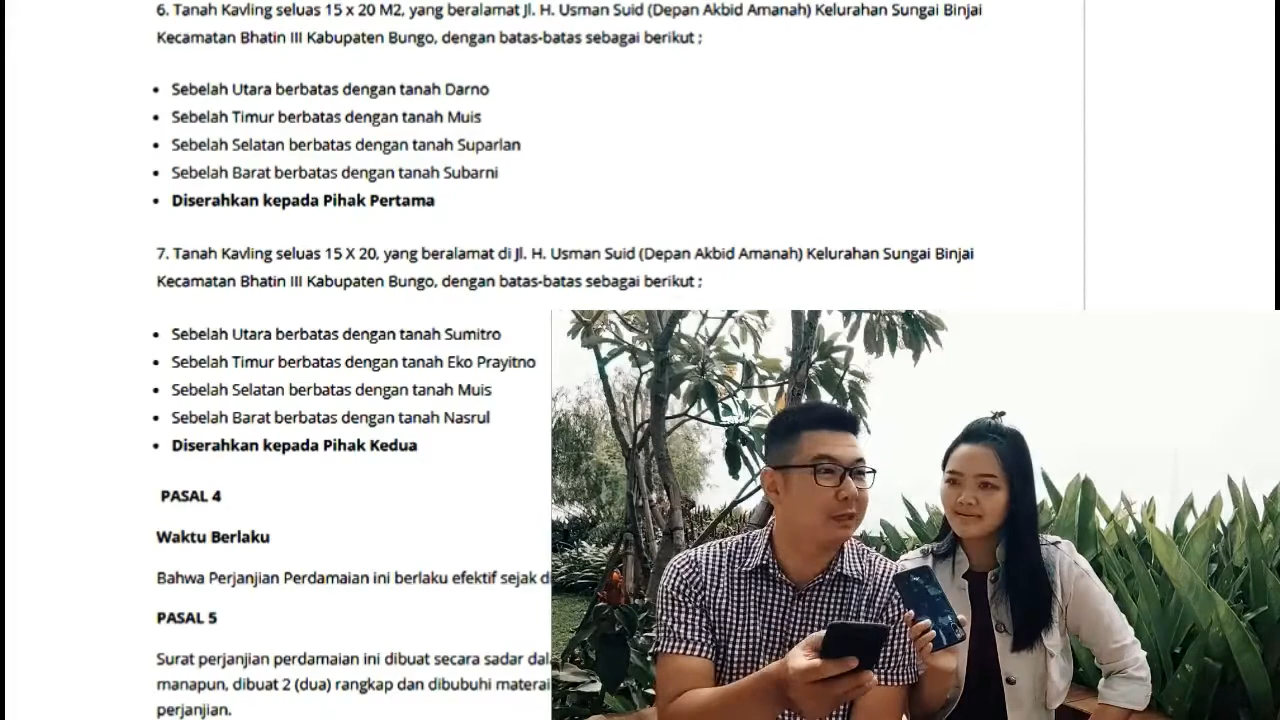 6. Tanah Kavling seluas 15 x 20 M2, yang beralamat Jl. H. Usman Suid (Depan Akbid Amanah) Kelurahan Sungai Binjai
Kecamatan Bhatin III Kabupaten Bungo, dengan batas-batas sebagai berikut ;
• Sebelah Utara berbatas dengan tanah Darno
• Sebelah Timur berbatas dengan tanah Muis
• Sebelah Selatan berbatas dengan tanah Suparlan
• Sebelah Barat berbatas dengan tanah Subarni
• Diserahkan kepada Pihak Pertama
7. Tanah Kavling seluas 15 X 20, yang beralamat di Jl. H. Usman Suid (Depan Akbid Amanah) Kelurahan Sungai Binjai
Kecamatan Bhatin III Kabupaten Bungo, dengan batas-batas sebagai berikut ;
• Sebelah Utara berbatas dengan tanah Sumitro
• Sebelah Timur berbatas dengan tanah Eko Prayitno
• Sebelah Selatan berbatas dengan tanah Muis
• Sebelah Barat berbatas dengan tanah Nasrul
• Diserahkan kepada Pihak Kedua
PASAL 4
Waktu Berlaku
Bahwa Perjanjian Perdamaian ini berlaku efektif sejak
PASAL 5
Surat perjanjian perdamaian ini dibuat secara sadar
manapun, dibuat 2 (dua) rangkap dan dibubuhi materai
perjanjian.